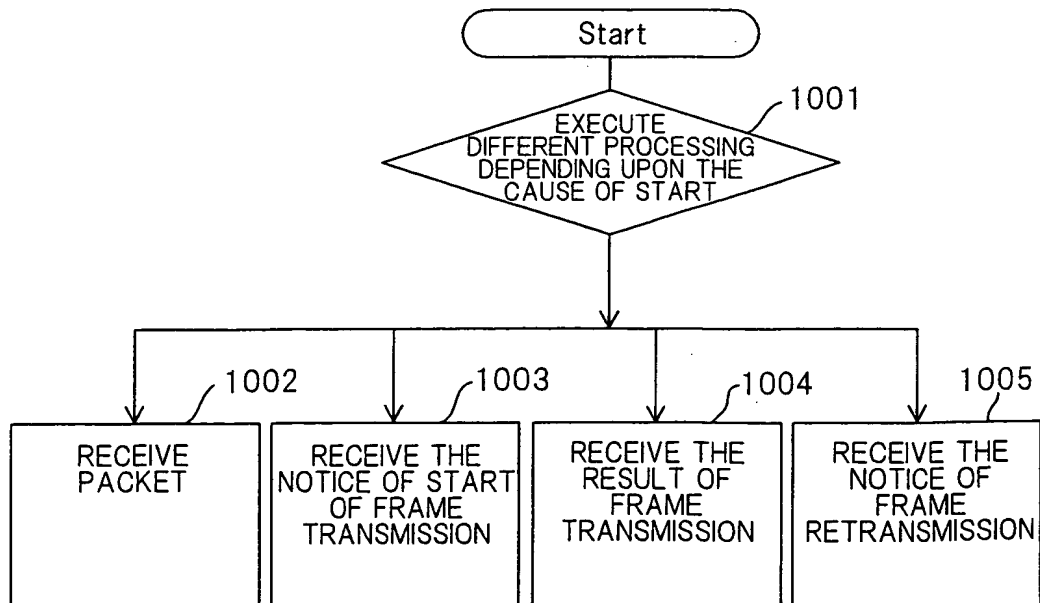 Start
1001
EXECUTE
DIFFERENT PROCESSING
DEPENDING UPON THE
CAUSE OF START
1002
RECEIVE
PACKET
1003
RECEIVE THE
NOTICE OF START
OF FRAME
TRANSMISSION
1004
RECEIVE THE
RESULT OF
FRAME
TRANSMISSION
1005
RECEIVE THE
NOTICE OF
FRAME
RETRANSMISSION